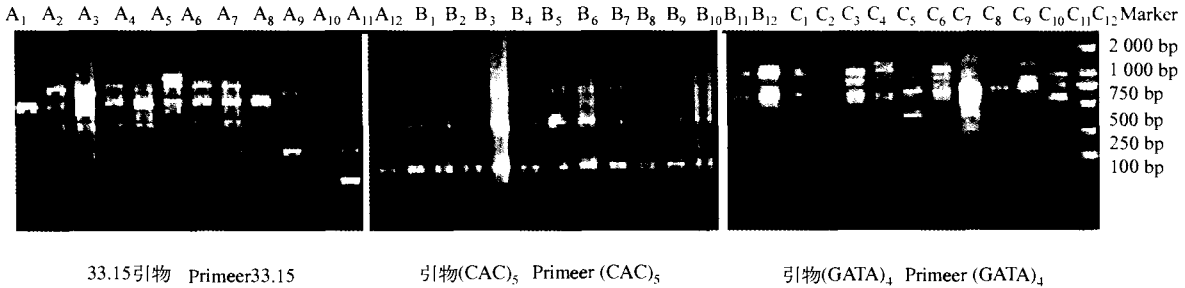 A₁ A₂ A₃ A₄ A₅ A₆ A₇ A₈ A₉ A₁₀ A₁₁ A₁₂ B₁ B₂ B₃ B₄ B₅ B₆ B₇ B₈ B₉ B₁₀ B₁₁ B₁₂ C₁ C₂ C₃ C₄ C₅ C₆ C₇ C₈ C₉ C₁₀ C₁₁ C₁₂ Marker
2 000 bp
1 000 bp
750 bp
500 bp
250 bp
100 bp
33.15引物 Primeer33.15 引物(CAC)₅ Primeer (CAC)₅ 引物(GATA)₄ Primeer (GATA)₄